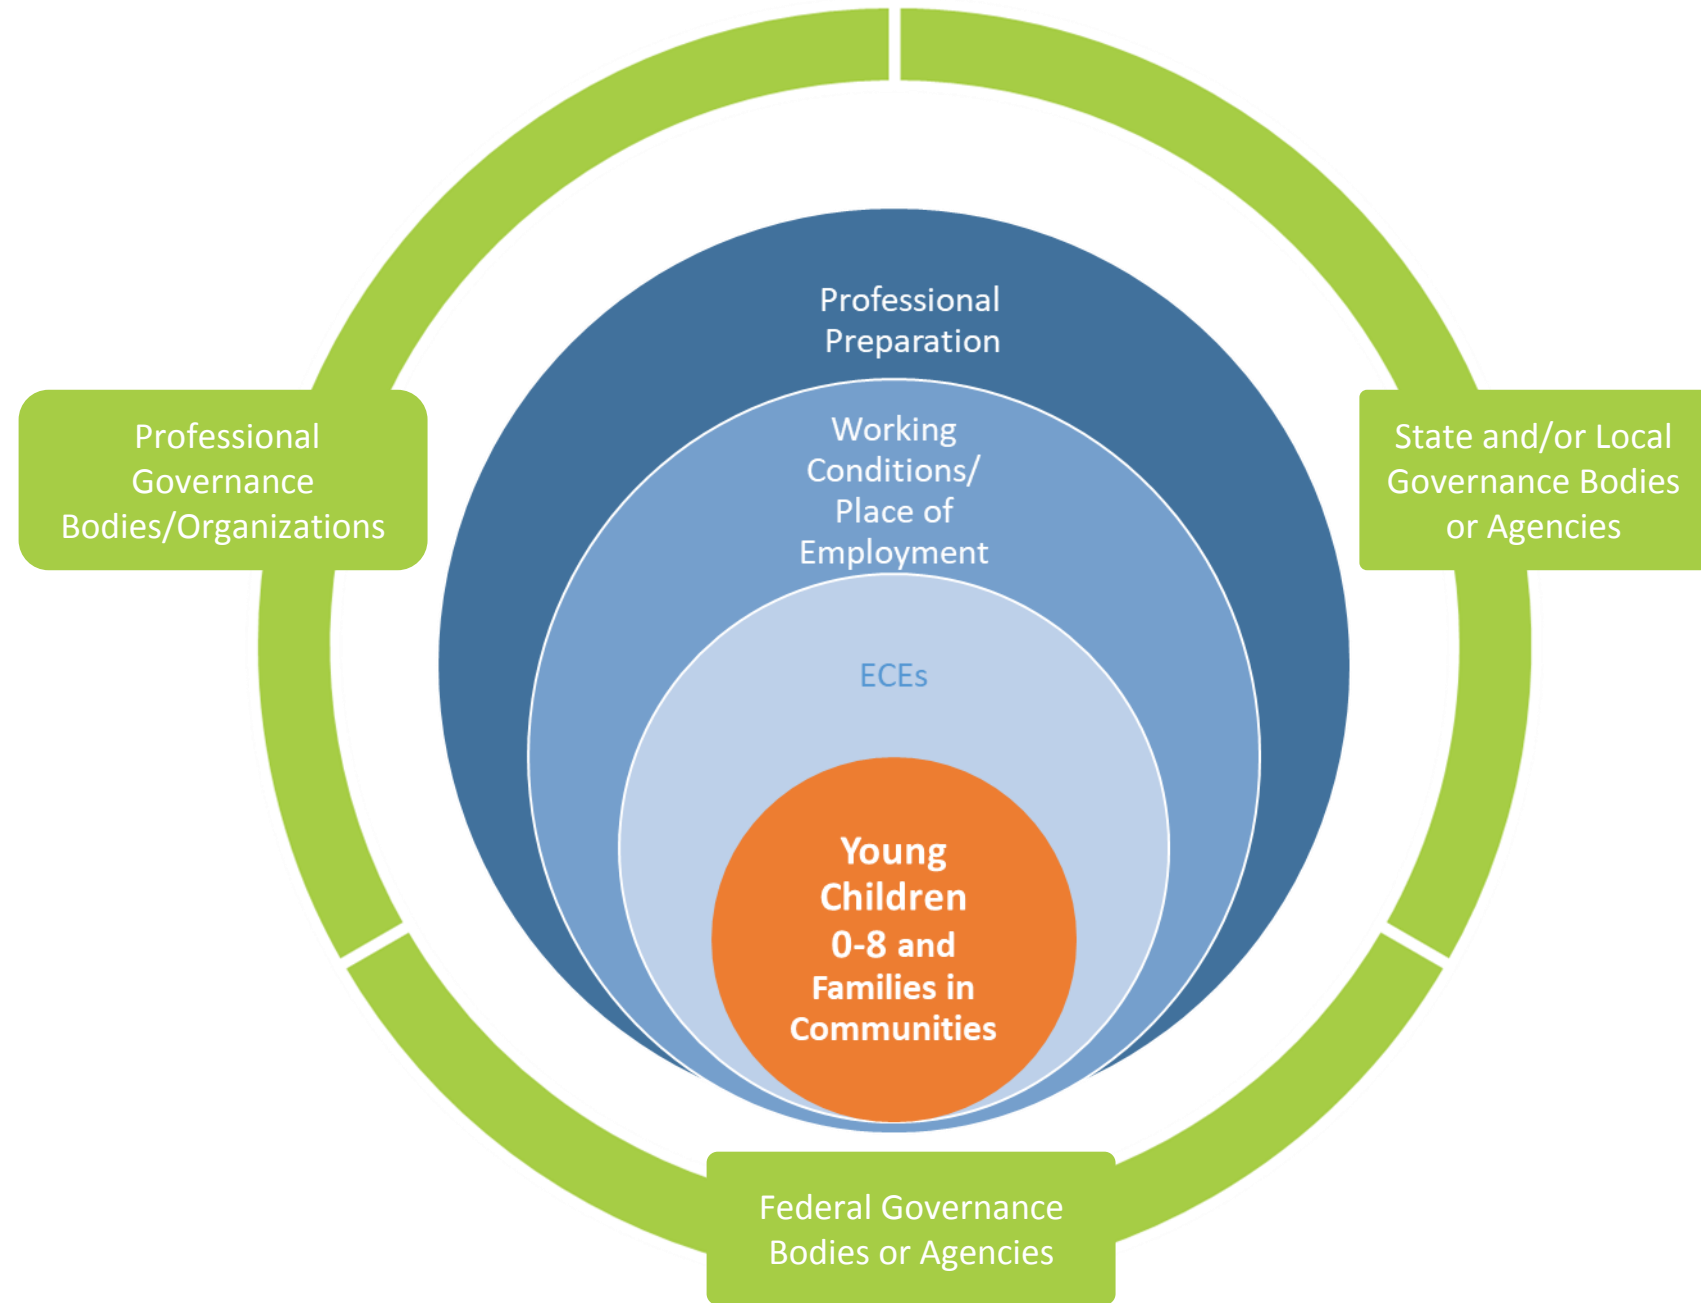 Professional
Preparation
Working
Conditions/
Place of
Employment
ECEs
Young
Children
0-8 and
Families in
Communities
Professional
Governance
Bodies/Organizations
State and/or Local
Governance Bodies
or Agencies
Federal Governance
Bodies or Agencies